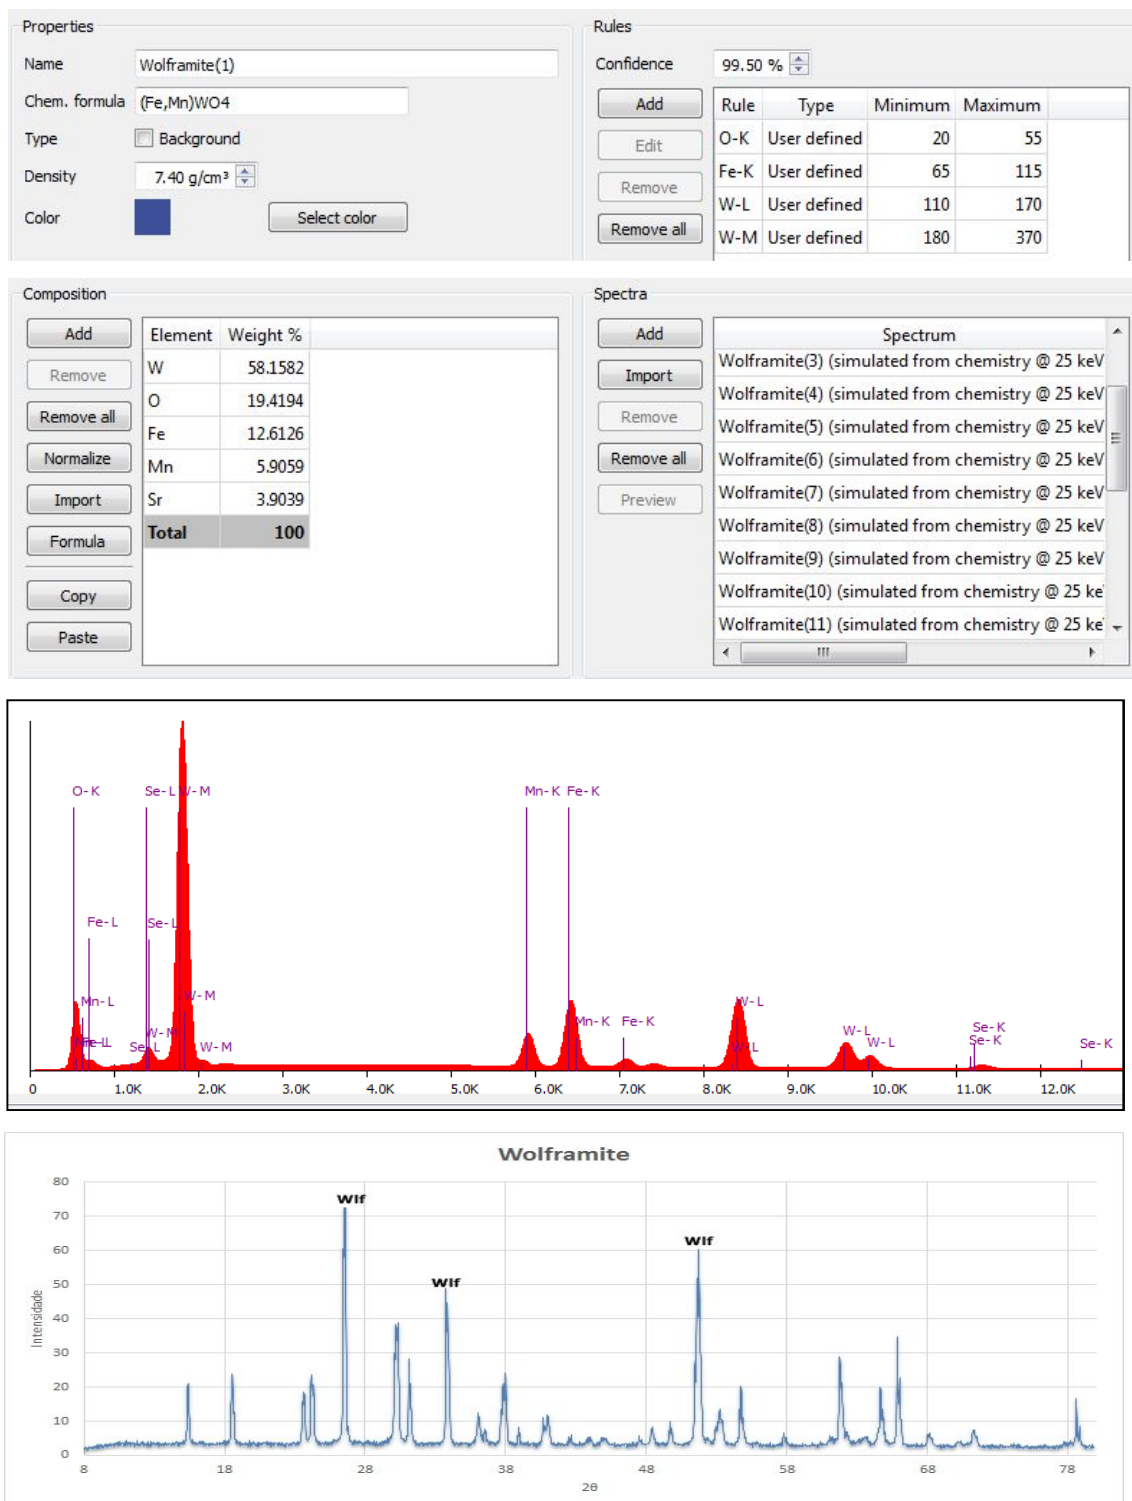 Properties
Name Wolframite(1)
Chem. formula (Fe,Mn)WO4
Type Background
Density 7.40 g/cm³
Color Select color
Rules
Confidence 99.50 %
Add
Edit
Remove
Remove all
Rule Type Minimum Maximum
O-K User defined 20 55
Fe-K User defined 65 115
W-L User defined 110 170
W-M User defined 180 370
Composition
Add
Remove
Remove all
Normalize
Import
Formula
Copy
Paste
Element Weight %
W 58.1582
O 19.4194
Fe 12.6126
Mn 5.9059
Sr 3.9039
Total 100
Spectra
Add
Import
Remove
Remove all
Preview
Spectrum
Wolframite(3) (simulated from chemistry @ 25 keV
Wolframite(4) (simulated from chemistry @ 25 keV
Wolframite(5) (simulated from chemistry @ 25 keV
Wolframite(6) (simulated from chemistry @ 25 keV
Wolframite(7) (simulated from chemistry @ 25 keV
Wolframite(8) (simulated from chemistry @ 25 keV
Wolframite(9) (simulated from chemistry @ 25 keV
Wolframite(10) (simulated from chemistry @ 25 ke
Wolframite(11) (simulated from chemistry @ 25 ke
O-K Se-L W-M Mn-K Fe-K
Fe-L Se-L
Mn-L W-M W-L
Mn-K Fe-K Se-K
W-M W-L Se-K
Fe-L Se-L W-M W-L W-L Se-K
0 1.0K 2.0K 3.0K 4.0K 5.0K 6.0K 7.0K 8.0K 9.0K 10.0K 11.0K 12.0K
Wolframite
80
70
60
50
40
30
20
10
0
Intensidade
Wlf
Wlf
Wlf
8 18 28 38 48 58 68 78
2θ